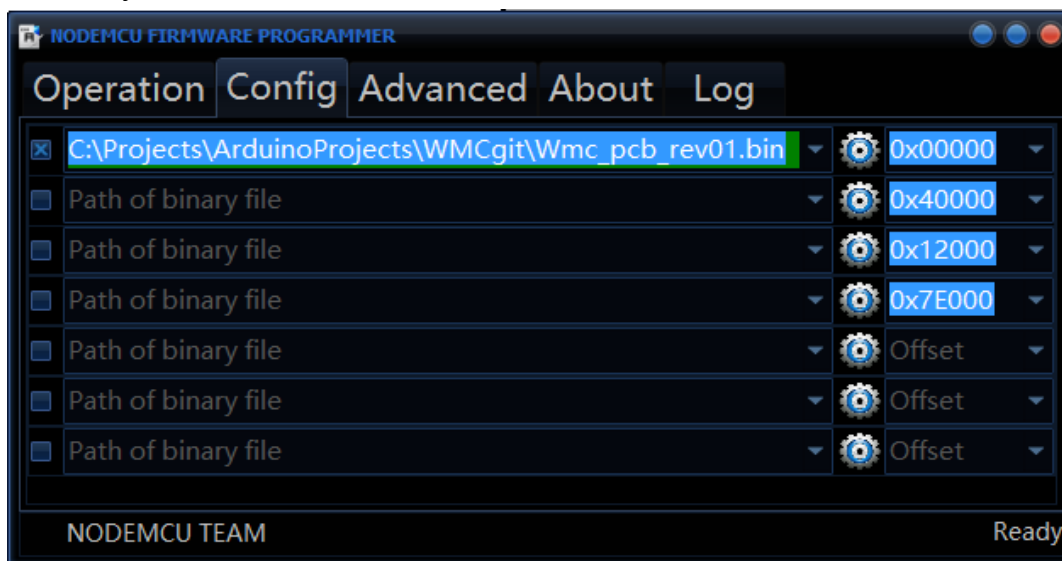 NODEMCU FIRMWARE PROGRAMMER
Operation Config Advanced About Log
C:\Projects\ArduinoProjects\WMCgit\Wmc_pcb_rev01.bin 0x00000
Path of binary file 0x40000
Path of binary file 0x12000
Path of binary file 0x7E000
Path of binary file Offset
Path of binary file Offset
Path of binary file Offset
NODEMCU TEAM Ready